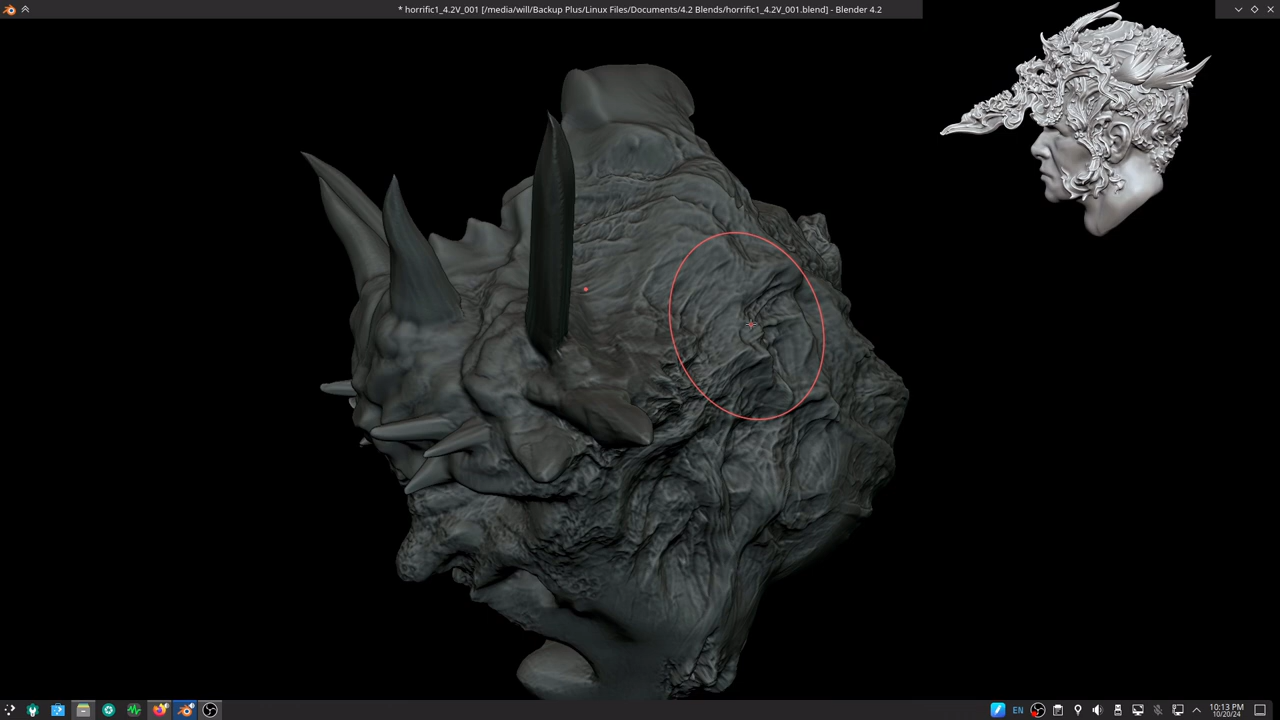 * horrific1_4.2V_001 [/media/will/Backup Plus/Linux Files/Documents/4.2 Blends/horrific1_4.2V_001.blend] - Blender 4.2
EN
10:13 PM
10/20/24